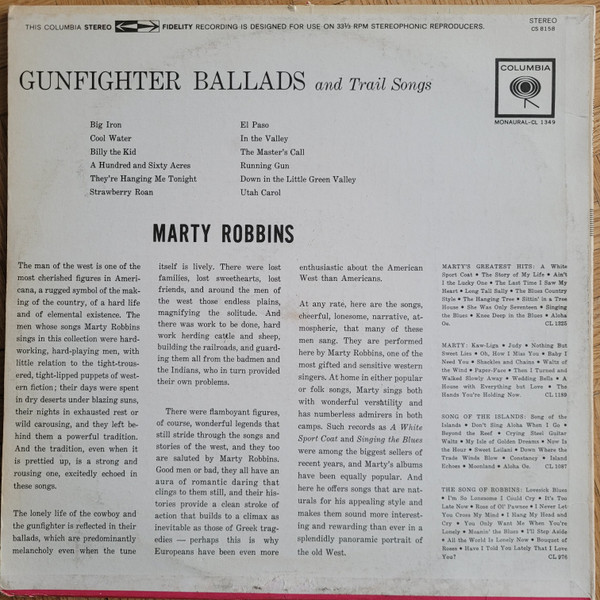 THIS COLUMBIA STEREO FIDELITY RECORDING IS DESIGNED FOR USE ON 33⅓ RPM STEREOPHONIC REPRODUCERS.
STEREO
CS 8158
GUNFIGHTER BALLADS and Trail Songs
COLUMBIA
MONAURAL-CL 1349
Big Iron
Cool Water
Billy the Kid
A Hundred and Sixty Acres
They're Hanging Me Tonight
Strawberry Roan
El Paso
In the Valley
The Master's Call
Running Gun
Down in the Little Green Valley
Utah Carol
MARTY ROBBINS
The man of the west is one of the
most cherished figures in Ameri-
cana, a rugged symbol of the mak-
ing of the country, of a hard life
and of elemental existence. The
men whose songs Marty Robbins
sings in this collection were hard-
working, hard-playing men, with
little relation to the tight-trous-
ered, tight-lipped puppets of west-
ern fiction; their days were spent
in dry deserts under blazing suns,
their nights in exhausted rest or
wild carousing, and they left be-
hind them a powerful tradition.
And the tradition, even when it
is prettied up, is a strong and
rousing one, excitedly echoed in
these songs.
The lonely life of the cowboy and
the gunfighter is reflected in their
ballads, which are predominantly
melancholy even when the tune
itself is lively. There were lost
families, lost sweethearts, lost
friends, and around the men of
the west those endless plains,
magnifying the solitude. And
there was work to be done, hard
work herding cattle and sheep,
building the railroads, and guard-
ing them all from the badmen and
the Indians, who in turn provided
their own problems.
There were flamboyant figures,
of course, wonderful legends that
still stride through the songs and
stories of the west, and they too
are saluted by Marty Robbins.
Good men or bad, they all have an
aura of romantic daring that
clings to them still, and their his-
tories provide a clean stroke of
action that builds to a climax as
inevitable as those of Greek trag-
edies — perhaps this is why
Europeans have been even more
enthusiastic about the American
West than Americans.
At any rate, here are the songs,
cheerful, lonesome, narrative, at-
mospheric, that many of these
men sang. They are performed
here by Marty Robbins, one of the
most gifted and sensitive western
singers. At home in either popular
or folk songs, Marty sings both
with wonderful versatility and
has numberless admirers in both
camps. Such records as A White
Sport Coat and Singing the Blues
were among the biggest sellers of
recent years, and Marty's albums
have been equally popular. And
here he offers songs that are nat-
urals for his appealing style and
makes them sound more interest-
ing and rewarding than ever in a
splendidly panoramic portrait of
the old West.
MARTY'S GREATEST HITS: A White
Sport Coat • The Story of My Life • Ain't
I the Lucky One • The Last Time I Saw My
Heart • Long Tall Sally • The Blues Country
Style • The Hanging Tree • Sittin' in a Tree
House • She Was Only Seventeen • Singing
the Blues • Knee Deep in the Blues • Aloha
Oe. CL 1325
MARTY: Kaw-Liga • Judy • Nothing But
Sweet Lies • Oh, How I Miss You • Baby I
Need You • Shackles and Chains • Waltz of
the Wind • Paper-Face • Then I Turned and
Walked Slowly Away • Wedding Bells • A
House with Everything but Love • The
Hands You're Holding Now. CL 1189
SONG OF THE ISLANDS: Song of the
Islands • Don't Sing Aloha When I Go •
Beyond the Reef • Crying Steel Guitar
Waltz • My Isle of Golden Dreams • Now Is
the Hour • Sweet Leilani • Down Where the
Trade Winds Blow • Constancy • Island
Echoes • Moonland • Aloha Oe. CL 1087
THE SONG OF ROBBINS: Lovesick Blues
• I'm So Lonesome I Could Cry • It's Too
Late Now • Rose of Ol' Pawnee • I Never Let
You Cross My Mind • I Hang My Head and
Cry • You Only Want Me When You're
Lonely • Moanin' the Blues • I'll Step Aside
• All the World Is Lonely Now • Bouquet of
Roses • Have I Told You Lately That I Love
You? CL 976